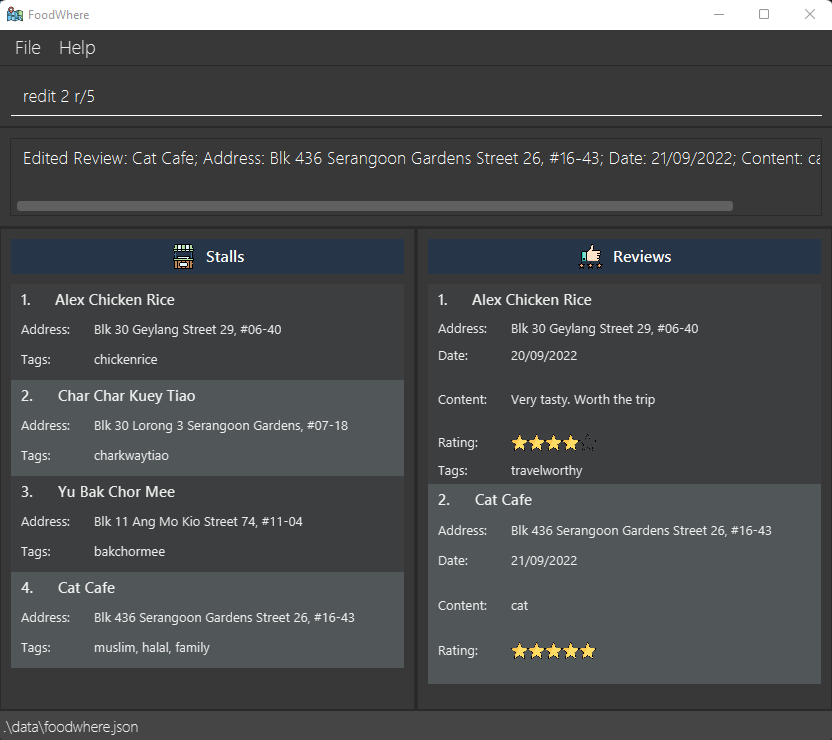 FoodWhere
File Help
redit 2 r/5
Edited Review: Cat Cafe; Address: Blk 436 Serangoon Gardens Street 26, #16-43; Date: 21/09/2022; Content: ca
Stalls
1. Alex Chicken Rice
Address: Blk 30 Geylang Street 29, #06-40
Tags: chickenrice
2. Char Char Kuey Tiao
Address: Blk 30 Lorong 3 Serangoon Gardens, #07-18
Tags: charkwaytiao
3. Yu Bak Chor Mee
Address: Blk 11 Ang Mo Kio Street 74, #11-04
Tags: bakchormee
4. Cat Cafe
Address: Blk 436 Serangoon Gardens Street 26, #16-43
Tags: muslim, halal, family
Reviews
1. Alex Chicken Rice
Address: Blk 30 Geylang Street 29, #06-40
Date: 20/09/2022
Content: Very tasty. Worth the trip
Rating:
Tags: travelworthy
2. Cat Cafe
Address: Blk 436 Serangoon Gardens Street 26, #16-43
Date: 21/09/2022
Content: cat
Rating:
.\data\foodwhere.json